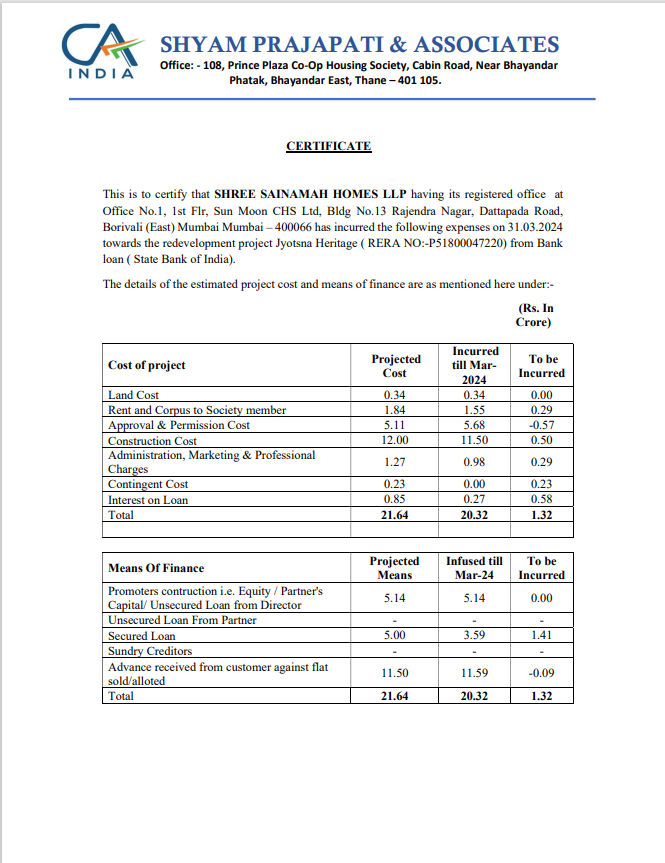 CA
INDIA
SHYAM PRAJAPATI & ASSOCIATES
Office: - 108, Prince Plaza Co-Op Housing Society, Cabin Road, Near Bhayandar
Phatak, Bhayandar East, Thane – 401 105.
CERTIFICATE
This is to certify that SHREE SAINAMAH HOMES LLP having its registered office at
Office No.1, 1st Flr, Sun Moon CHS Ltd, Bldg No.13 Rajendra Nagar, Dattapada Road,
Borivali (East) Mumbai Mumbai – 400066 has incurred the following expenses on 31.03.2024
towards the redevelopment project Jyotsna Heritage ( RERA NO:-P51800047220) from Bank
loan ( State Bank of India).
The details of the estimated project cost and means of finance are as mentioned here under:-
(Rs. In
Crore)
Cost of project Projected Cost Incurred till Mar-2024 To be Incurred
Land Cost 0.34 0.34 0.00
Rent and Corpus to Society member 1.84 1.55 0.29
Approval & Permission Cost 5.11 5.68 -0.57
Construction Cost 12.00 11.50 0.50
Administration, Marketing & Professional
Charges 1.27 0.98 0.29
Contingent Cost 0.23 0.00 0.23
Interest on Loan 0.85 0.27 0.58
Total 21.64 20.32 1.32
Means Of Finance Projected Means Infused till Mar-24 To be Incurred
Promoters contruction i.e. Equity / Partner's
Capital/ Unsecured Loan from Director 5.14 5.14 0.00
Unsecured Loan From Partner - - -
Secured Loan 5.00 3.59 1.41
Sundry Creditors - - -
Advance received from customer against flat
sold/alloted 11.50 11.59 -0.09
Total 21.64 20.32 1.32